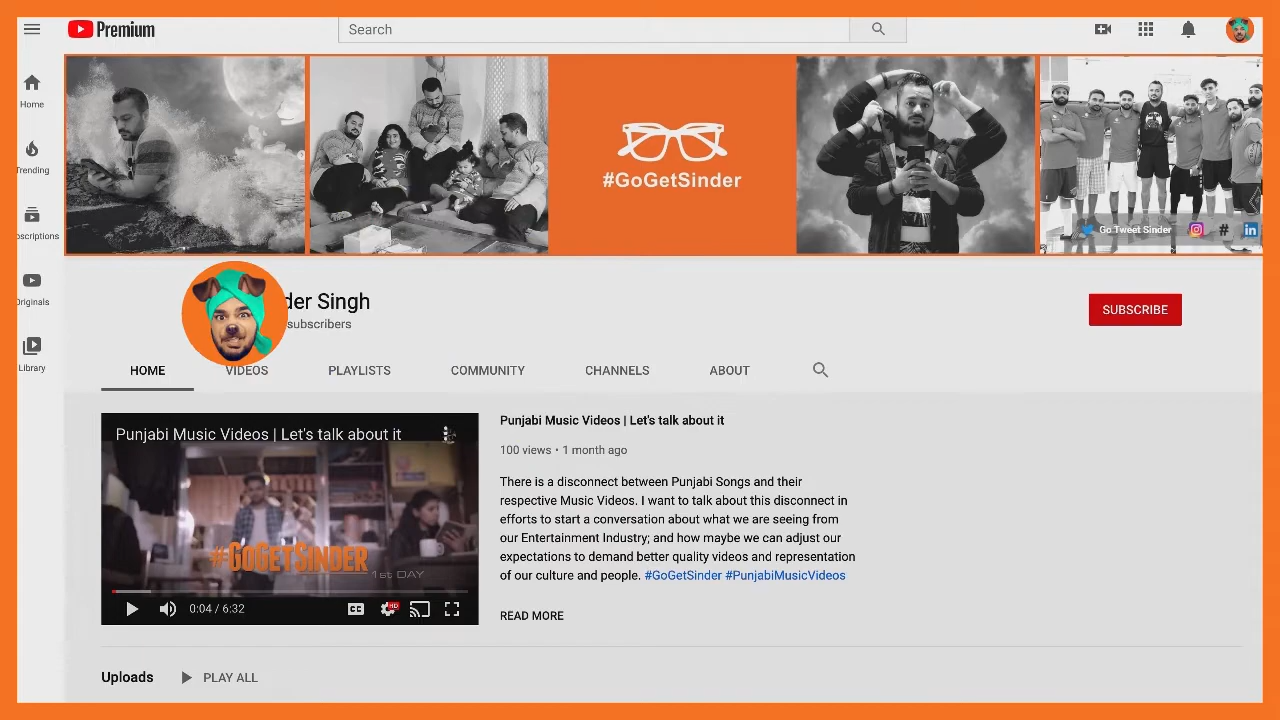 Premium
Search
Home
Trending
bscriptions
Originals
Library
#GoGetSinder
Go Tweet Sinder
#
in
der Singh
subscribers
SUBSCRIBE
HOME
VIDEOS
PLAYLISTS
COMMUNITY
CHANNELS
ABOUT
Punjabi Music Videos | Let's talk about it
#GOGETSINDER
1st DAY
0:04 / 6:32
CC
HD
Punjabi Music Videos | Let's talk about it
100 views • 1 month ago
There is a disconnect between Punjabi Songs and their
respective Music Videos. I want to talk about this disconnect in
efforts to start a conversation about what we are seeing from
our Entertainment Industry; and how maybe we can adjust our
expectations to demand better quality videos and representation
of our culture and people. #GoGetSinder #PunjabiMusicVideos
READ MORE
Uploads
PLAY ALL